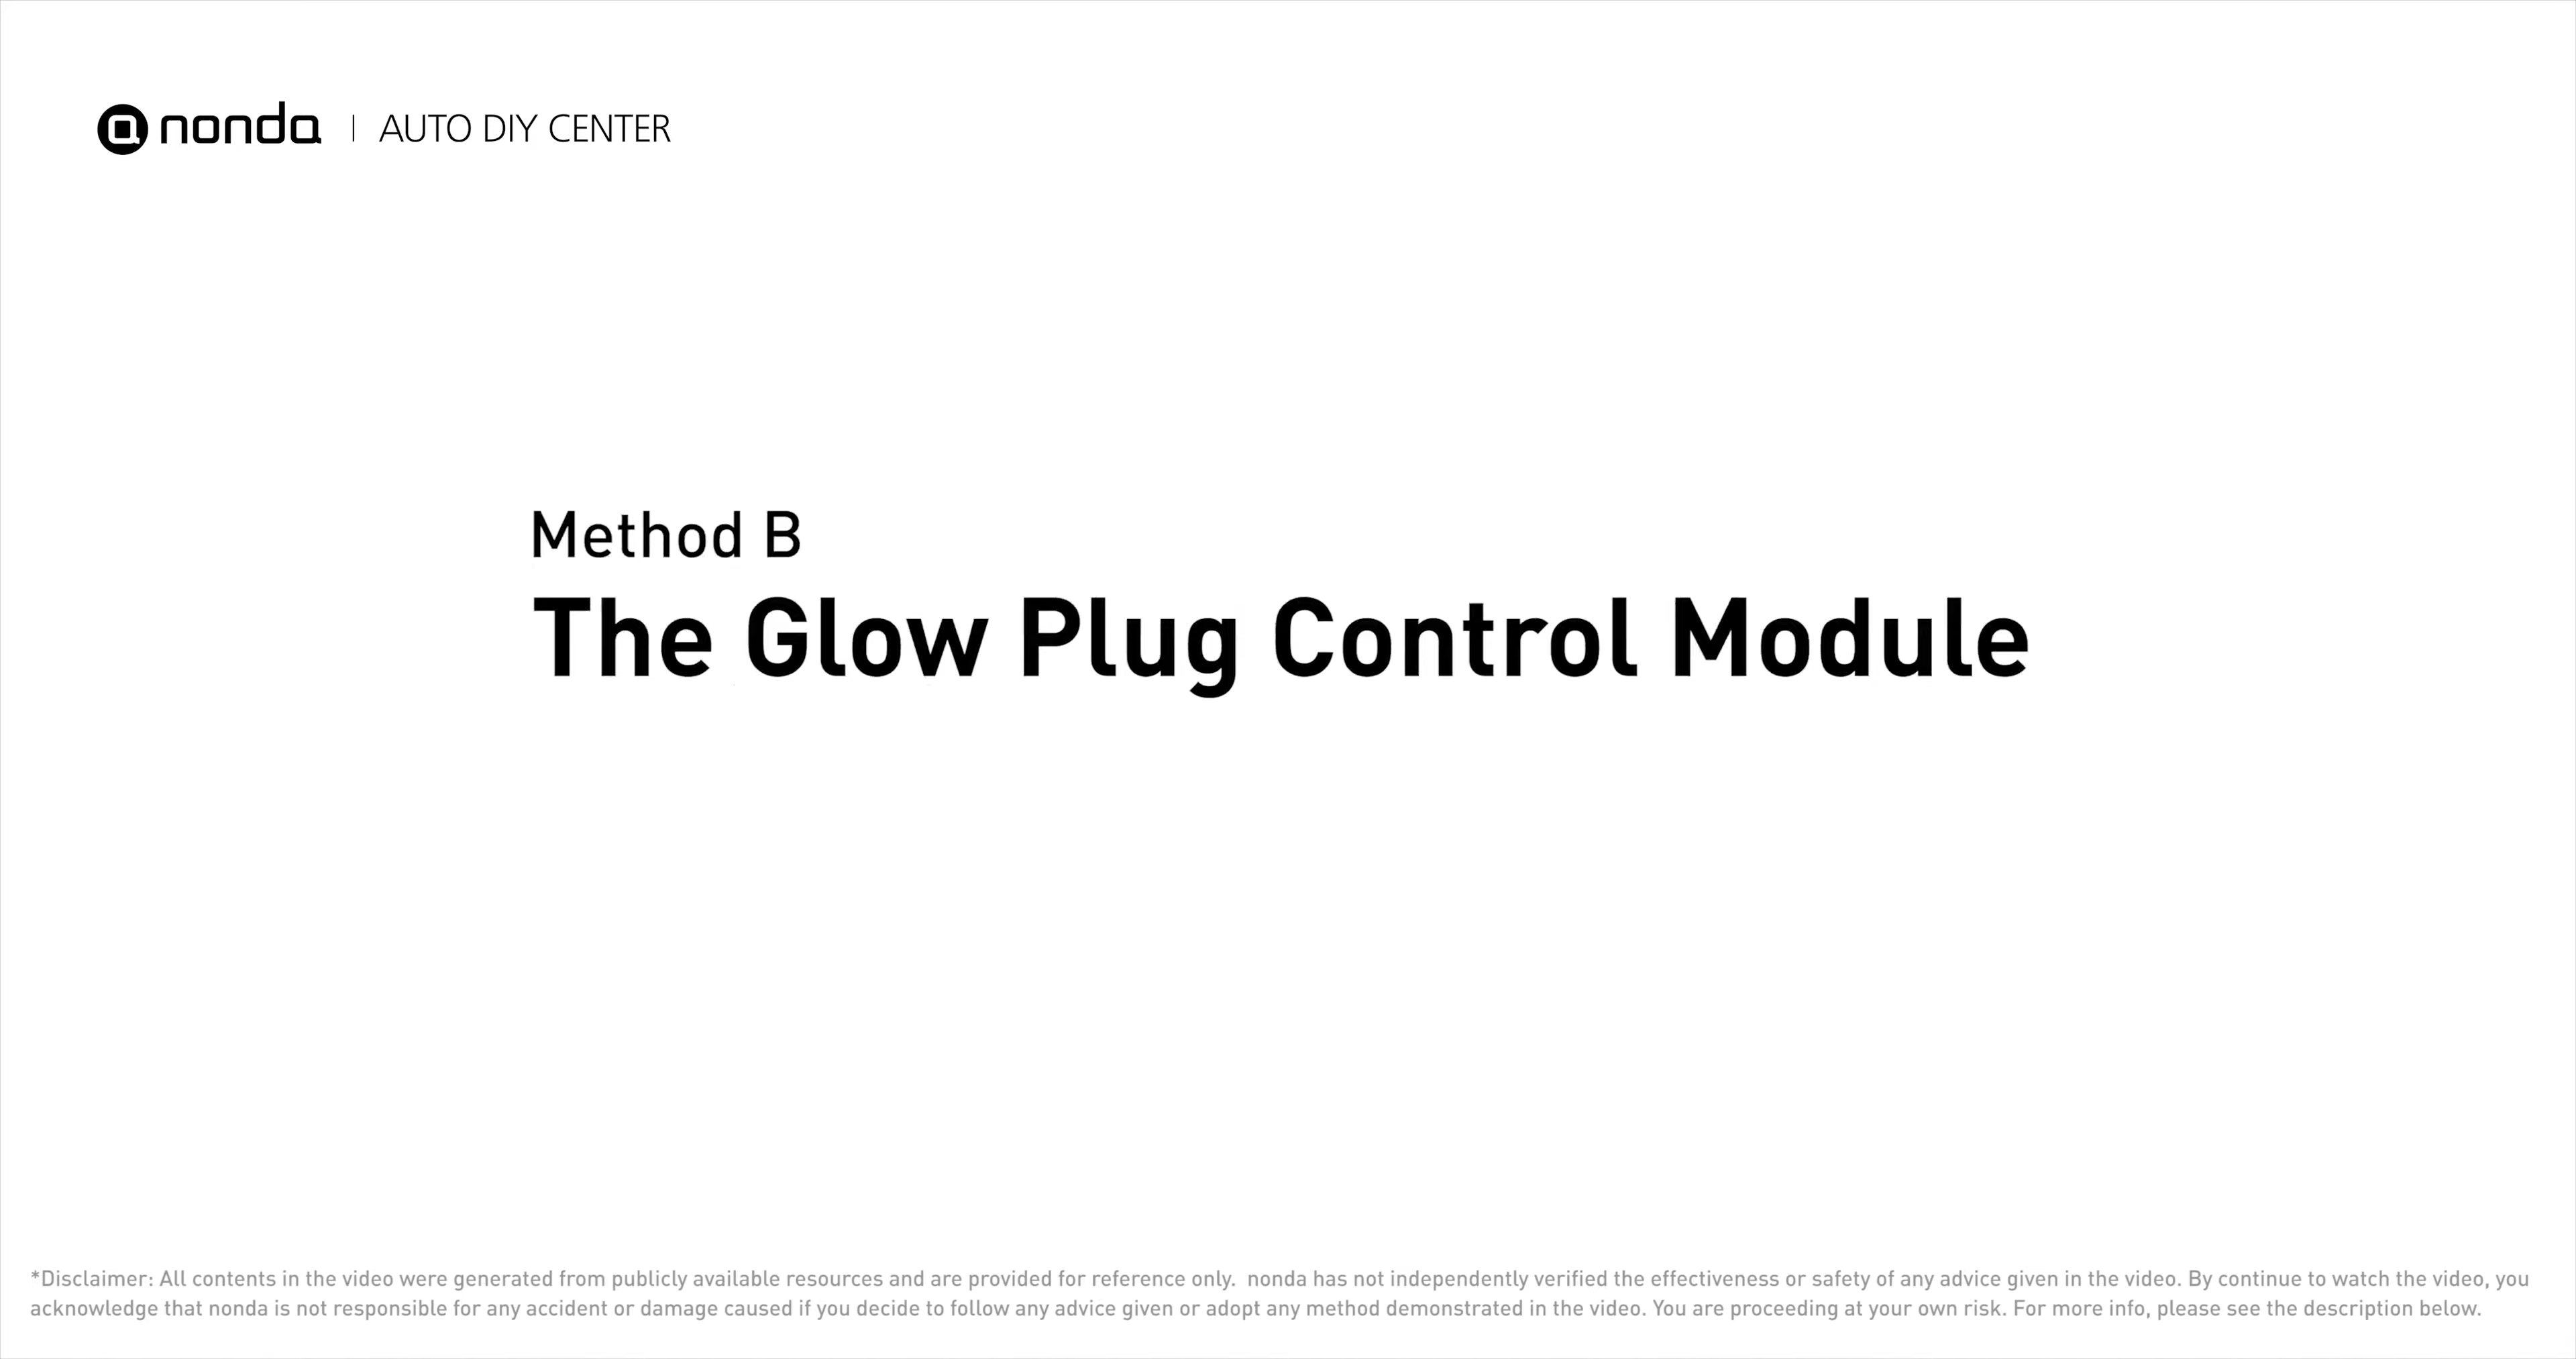 nonda | AUTO DIY CENTER
Method B
The Glow Plug Control Module
*Disclaimer: All contents in the video were generated from publicly available resources and are provided for reference only. nonda has not independently verified the effectiveness or safety of any advice given in the video. By continue to watch the video, you
acknowledge that nonda is not responsible for any accident or damage caused if you decide to follow any advice given or adopt any method demonstrated in the video. You are proceeding at your own risk. For more info, please see the description below.